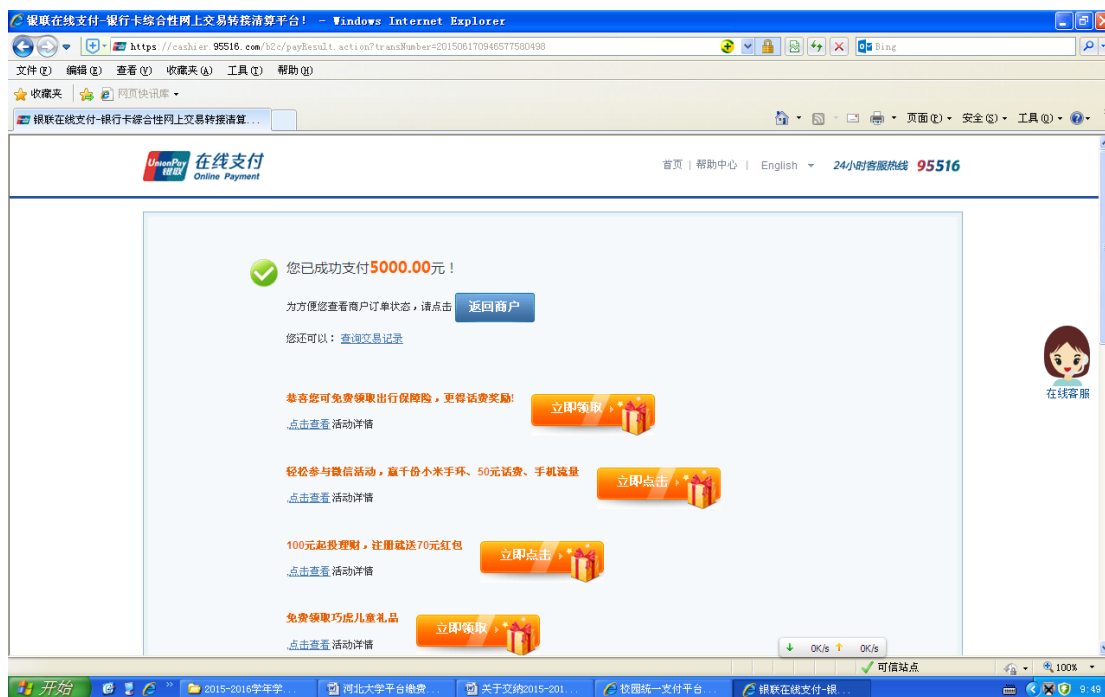 银联在线支付-银行卡综合性网上交易转接清算平台! - Windows Internet Explorer
https://cashier.95516.com/b2c/payResult.action?transNumber=201506170946577580498
Bing
文件(F) 编辑(E) 查看(V) 收藏夹(A) 工具(T) 帮助(H)
收藏夹 网页快讯库
银联在线支付-银行卡综合性网上交易转接清算... 页面(P) 安全(S) 工具(O)
UnionPay 银联 在线支付 Online Payment
首页 | 帮助中心 | English 24小时客服热线 95516
您已成功支付5000.00元！
为方便您查看商户订单状态，请点击 返回商户
您还可以： 查询交易记录
恭喜您可免费领取出行保障险，更得话费奖励! 立即领取
点击查看 活动详情
轻松参与微信活动，赢千份小米手环、50元话费、手机流量 立即点击
点击查看 活动详情
100元起投理财，注册就送70元红包 立即点击
点击查看 活动详情
免费领取巧虎儿童礼品 立即领取
点击查看 活动详情
在线客服
0K/s 0K/s
可信站点 100%
开始 2015-2016学年学... 河北大学平台缴费... 关于交纳2015-201... 校园统一支付平台... 银联在线支付-银... 9:48